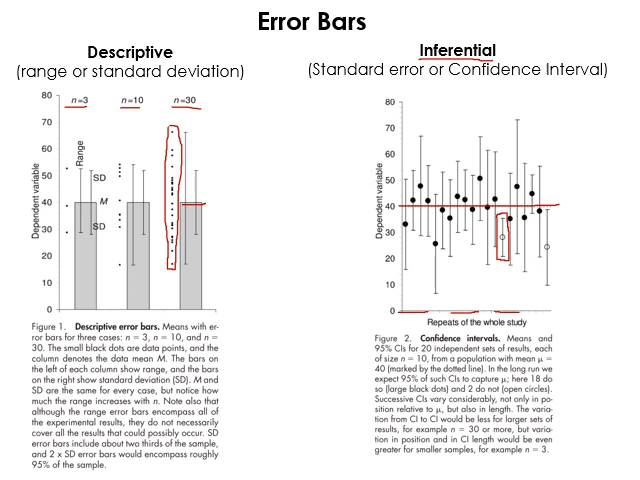 Error Bars
Descriptive
(range or standard deviation)
Inferential
(Standard error or Confidence Interval)
80
n=3
n=10
n=30
70
60
50
40
30
20
10
0
Dependent variable
Range
SD
M
SD
80
70
60
50
40
30
20
10
0
Dependent variable
Repeats of the whole study
Figure 1. Descriptive error bars. Means with er-
ror bars for three cases: n = 3, n = 10, and n =
30. The small black dots are data points, and the
column denotes the data mean M. The bars on
the left of each column show range, and the bars
on the right show standard deviation (SD). M and
SD are the same for every case, but notice how
much the range increases with n. Note also that
although the range error bars encompass all of
the experimental results, they do not necessarily
cover all the results that could possibly occur. SD
error bars include about two thirds of the sample,
and 2 x SD error bars would encompass roughly
95% of the sample.
Figure 2. Confidence intervals. Means and
95% CIs for 20 independent sets of results, each
of size n = 10, from a population with mean μ =
40 (marked by the dotted line). In the long run we
expect 95% of such CIs to capture μ; here 18 do
so (large black dots) and 2 do not (open circles).
Successive CIs vary considerably, not only in po-
sition relative to μ, but also in length. The varia-
tion from CI to CI would be less for larger sets of
results, for example n = 30 or more, but varia-
tion in position and in CI length would be even
greater for smaller samples, for example n = 3.